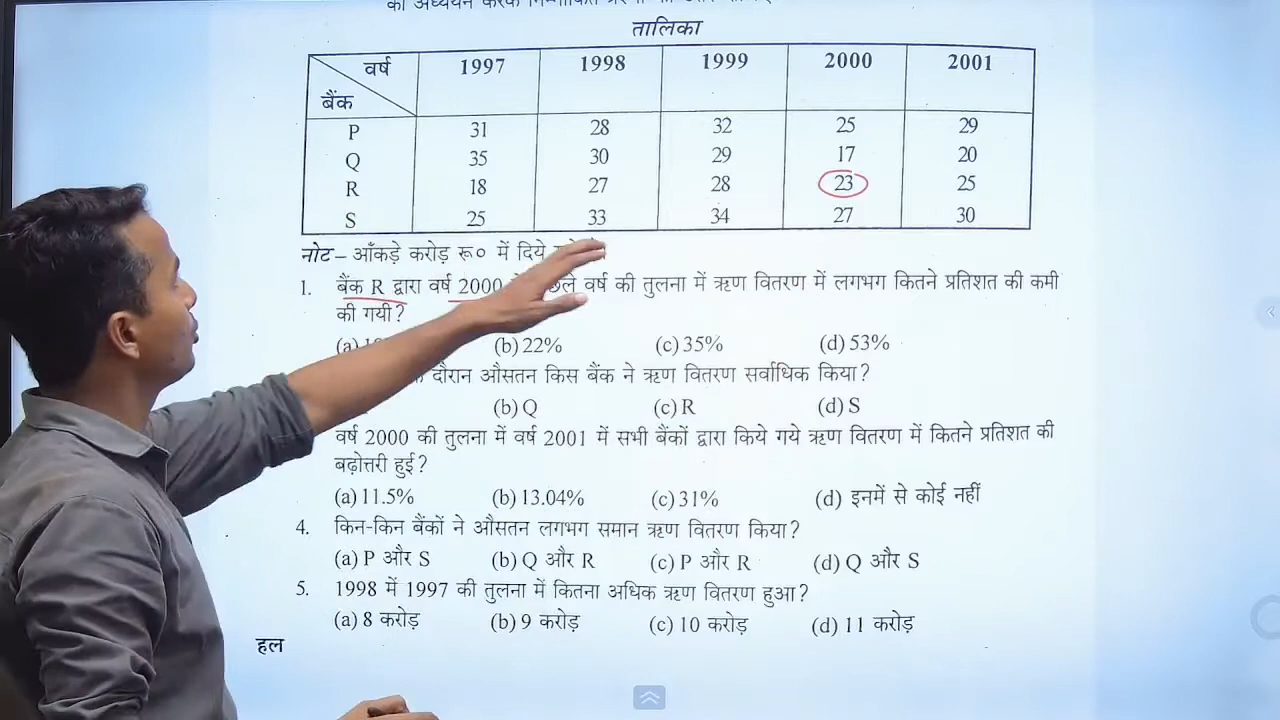 तालिका
वर्ष 1997 1998 1999 2000 2001
बैंक
P 31 28 32 25 29
Q 35 30 29 17 20
R 18 27 28 23 25
S 25 33 34 27 30
नोट– आँकड़े करोड़ रू० में दिये
1. बैंक R द्वारा वर्ष 2000 वर्ष की तुलना में ऋण वितरण में लगभग कितने प्रतिशत की कमी
की गयी?
(b) 22% (c) 35% (d) 53%
दौरान औसतन किस बैंक ने ऋण वितरण सर्वाधिक किया?
(b) Q (c) R (d) S
वर्ष 2000 की तुलना में वर्ष 2001 में सभी बैंकों द्वारा किये गये ऋण वितरण में कितने प्रतिशत की
बढ़ोत्तरी हुई?
(a) 11.5% (b) 13.04% (c) 31% (d) इनमें से कोई नहीं
4. किन-किन बैंकों ने औसतन लगभग समान ऋण वितरण किया?
(a) P और S (b) Q और R (c) P और R (d) Q और S
5. 1998 में 1997 की तुलना में कितना अधिक ऋण वितरण हुआ?
(a) 8 करोड़ (b) 9 करोड़ (c) 10 करोड़ (d) 11 करोड़
हल